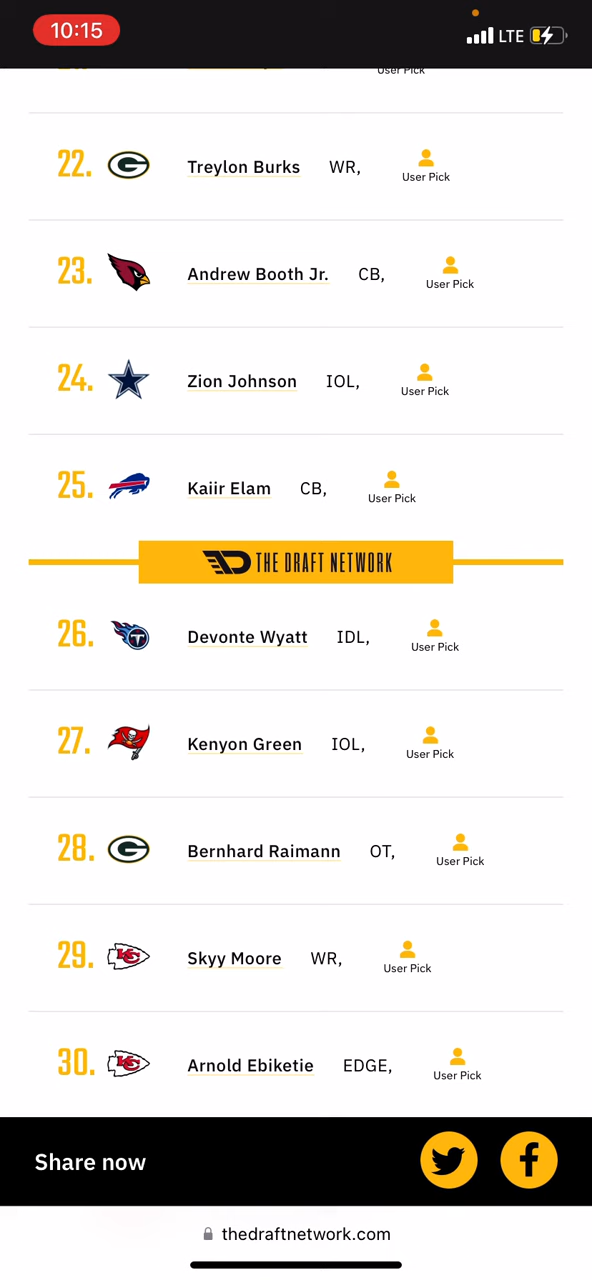 10:15
LTE
User Pick
22. Treylon Burks WR,
User Pick
23. Andrew Booth Jr. CB,
User Pick
24. Zion Johnson IOL,
User Pick
25. Kaiir Elam CB,
User Pick
THE DRAFT NETWORK
26. Devonte Wyatt IDL,
User Pick
27. Kenyon Green IOL,
User Pick
28. Bernhard Raimann OT,
User Pick
29. Skyy Moore WR,
User Pick
30. Arnold Ebiketie EDGE,
User Pick
Share now
thedraftnetwork.com